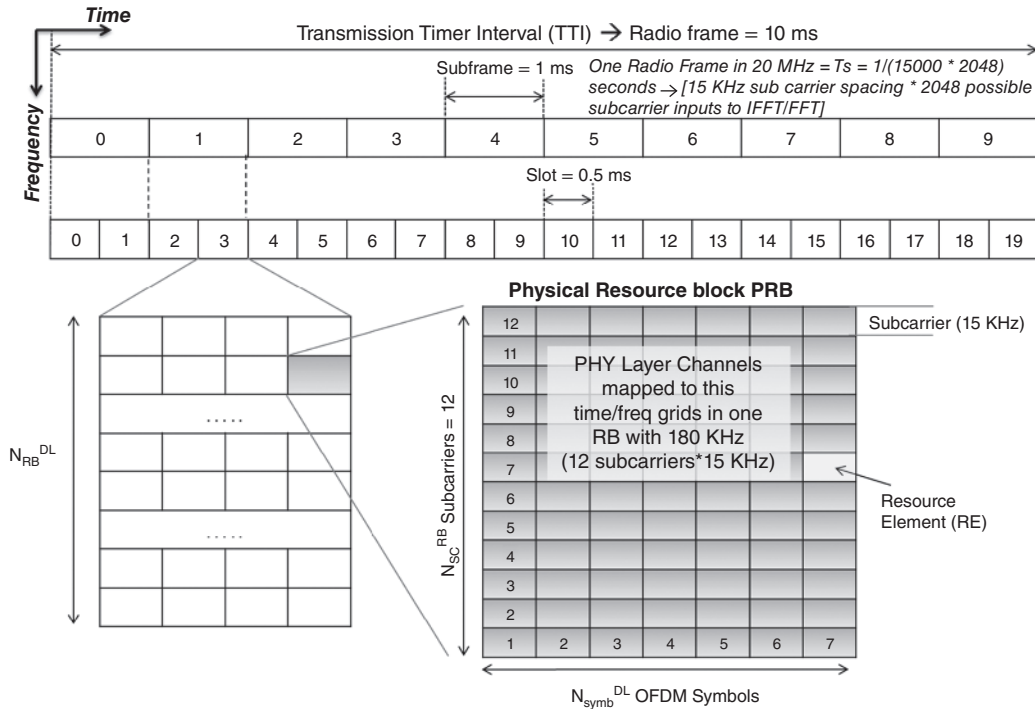 Time
Transmission Timer Interval (TTI) → Radio frame = 10 ms
Frequency
Subframe = 1 ms
One Radio Frame in 20 MHz = Ts = 1/(15000 * 2048)
seconds → [15 KHz sub carrier spacing * 2048 possible
subcarrier inputs to IFFT/FFT]
0 1 2 3 4 5 6 7 8 9
Slot = 0.5 ms
0 1 2 3 4 5 6 7 8 9 10 11 12 13 14 15 16 17 18 19
Physical Resource block PRB
N_RB^DL
.....
.....
N_SC^RB Subcarriers = 12
12
11
10
9
8
7
6
5
4
3
2
1 2 3 4 5 6 7
PHY Layer Channels
mapped to this
time/freq grids in one
RB with 180 KHz
(12 subcarriers*15 KHz)
Subcarrier (15 KHz)
Resource
Element (RE)
N_symb^DL OFDM Symbols